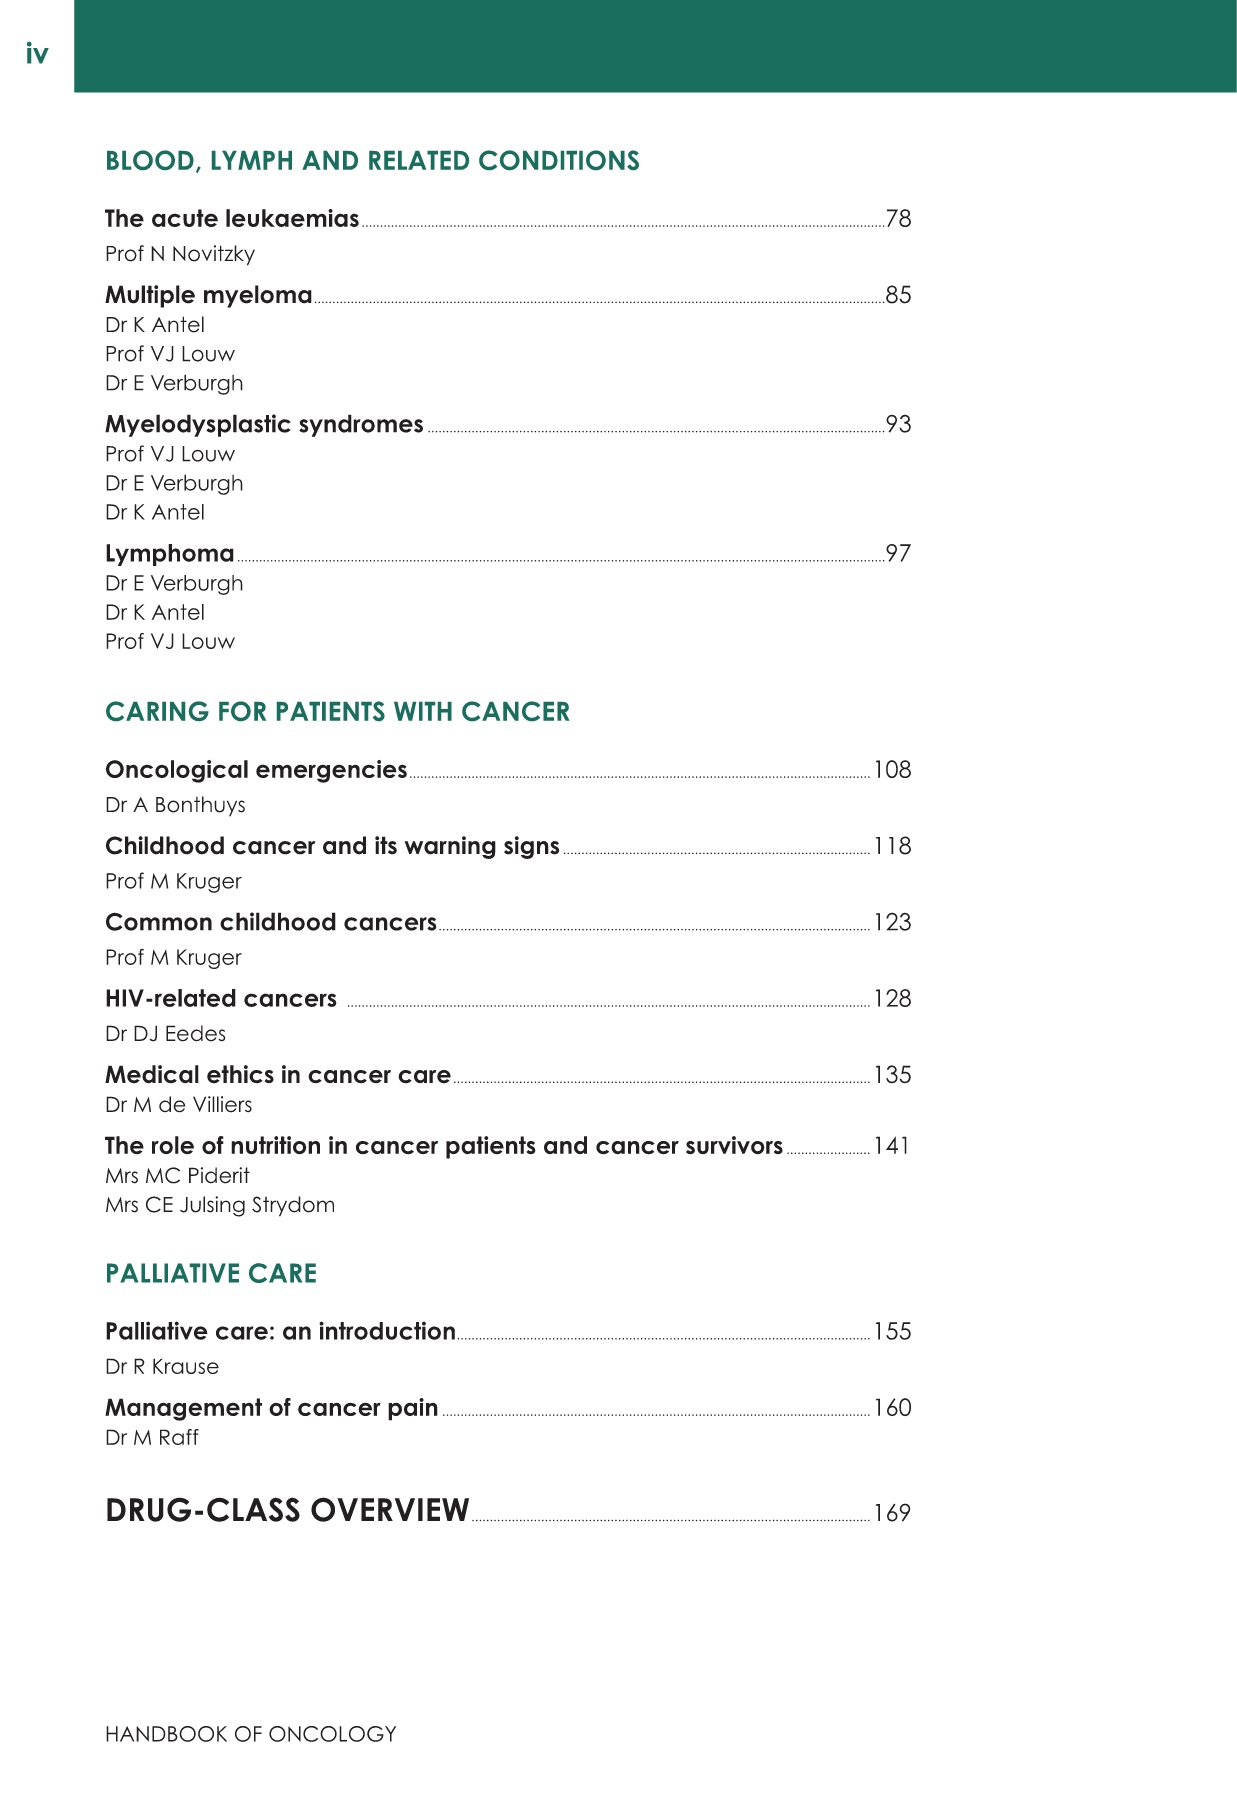 iv
BLOOD, LYMPH AND RELATED CONDITIONS
The acute leukaemias 78
Prof N Novitzky
Multiple myeloma 85
Dr K Antel
Prof VJ Louw
Dr E Verburgh
Myelodysplastic syndromes 93
Prof VJ Louw
Dr E Verburgh
Dr K Antel
Lymphoma 97
Dr E Verburgh
Dr K Antel
Prof VJ Louw
CARING FOR PATIENTS WITH CANCER
Oncological emergencies 108
Dr A Bonthuys
Childhood cancer and its warning signs 118
Prof M Kruger
Common childhood cancers 123
Prof M Kruger
HIV-related cancers 128
Dr DJ Eedes
Medical ethics in cancer care 135
Dr M de Villiers
The role of nutrition in cancer patients and cancer survivors 141
Mrs MC Piderit
Mrs CE Julsing Strydom
PALLIATIVE CARE
Palliative care: an introduction 155
Dr R Krause
Management of cancer pain 160
Dr M Raff
DRUG-CLASS OVERVIEW 169
HANDBOOK OF ONCOLOGY